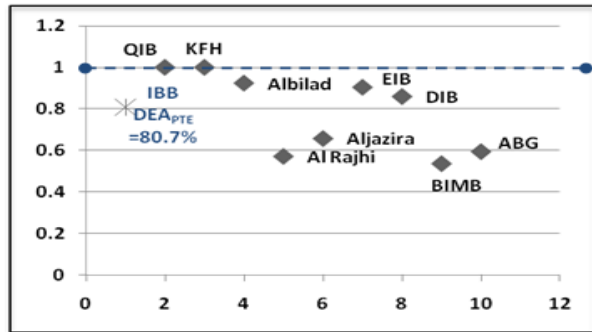 1.2
QIB KFH
1
Albilad
EIB
DIB
IBB
DEAPTE
=80.7%
0.8
Aljazira
Al Rajhi
ABG
0.6
BIMB
0.4
0.2
0
0 2 4 6 8 10 12